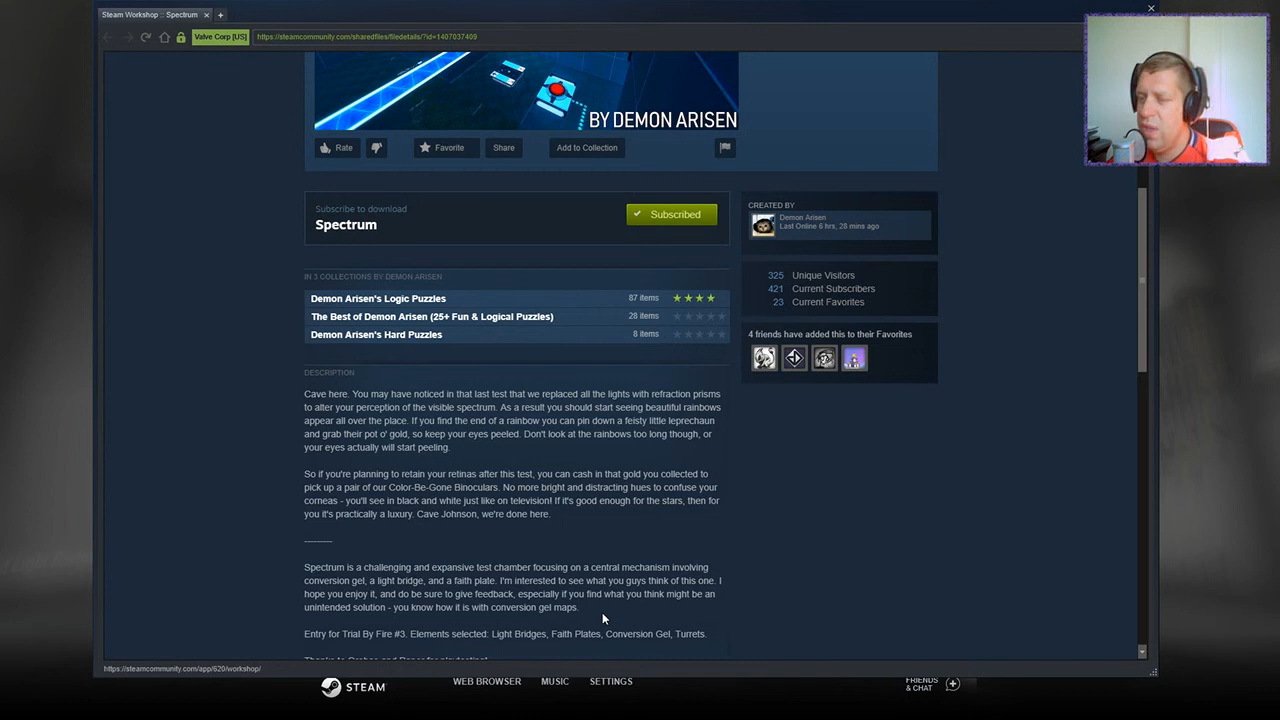 Steam Workshop :: Spectrum
Valve Corp [US]
https://steamcommunity.com/sharedfiles/filedetails/?id=1407037409
BY DEMON ARISEN
Rate
Favorite
Share
Add to Collection
Subscribe to download
Spectrum
Subscribed
CREATED BY
Demon Arisen
Last Online 6 hrs, 28 mins ago
325 Unique Visitors
421 Current Subscribers
23 Current Favorites
4 friends have added this to their Favorites
IN 3 COLLECTIONS BY DEMON ARISEN
Demon Arisen's Logic Puzzles 87 items
The Best of Demon Arisen (25+ Fun & Logical Puzzles) 28 items
Demon Arisen's Hard Puzzles 8 items
DESCRIPTION
Cave here. You may have noticed in that last test that we replaced all the lights with refraction prisms
to alter your perception of the visible spectrum. As a result you should start seeing beautiful rainbows
appear all over the place. If you find the end of a rainbow you can pin down a feisty little leprechaun
and grab their pot o' gold, so keep your eyes peeled. Don't look at the rainbows too long though, or
your eyes actually will start peeling.
So if you're planning to retain your retinas after this test, you can cash in that gold you collected to
pick up a pair of our Color-Be-Gone Binoculars. No more bright and distracting hues to confuse your
corneas - you'll see in black and white just like on television! If it's good enough for the stars, then for
you it's practically a luxury. Cave Johnson, we're done here.
----------
Spectrum is a challenging and expansive test chamber focusing on a central mechanism involving
conversion gel, a light bridge, and a faith plate. I'm interested to see what you guys think of this one. I
hope you enjoy it, and do be sure to give feedback, especially if you find what you think might be an
unintended solution - you know how it is with conversion gel maps.
Entry for Trial By Fire #3. Elements selected: Light Bridges, Faith Plates, Conversion Gel, Turrets.
https://steamcommunity.com/app/620/workshop/
STEAM
WEB BROWSER
MUSIC
SETTINGS
FRIENDS
& CHAT